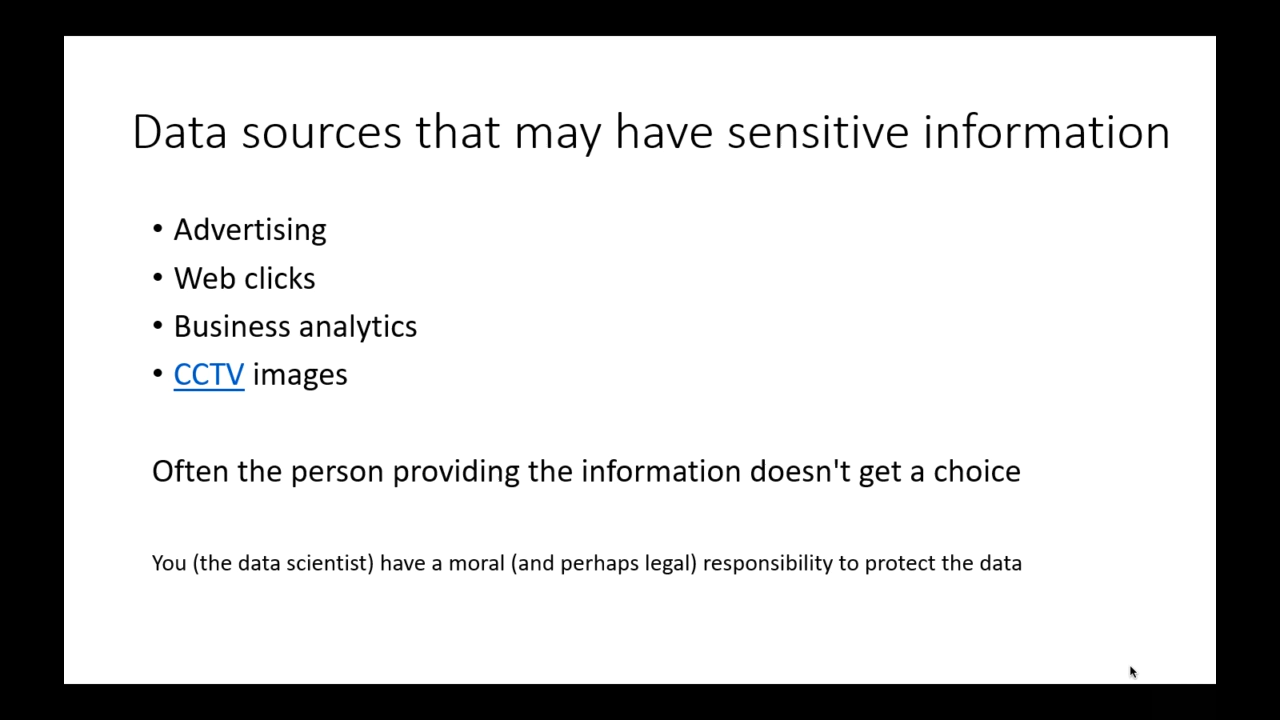 Data sources that may have sensitive information
• Advertising
• Web clicks
• Business analytics
• CCTV images
Often the person providing the information doesn't get a choice
You (the data scientist) have a moral (and perhaps legal) responsibility to protect the data